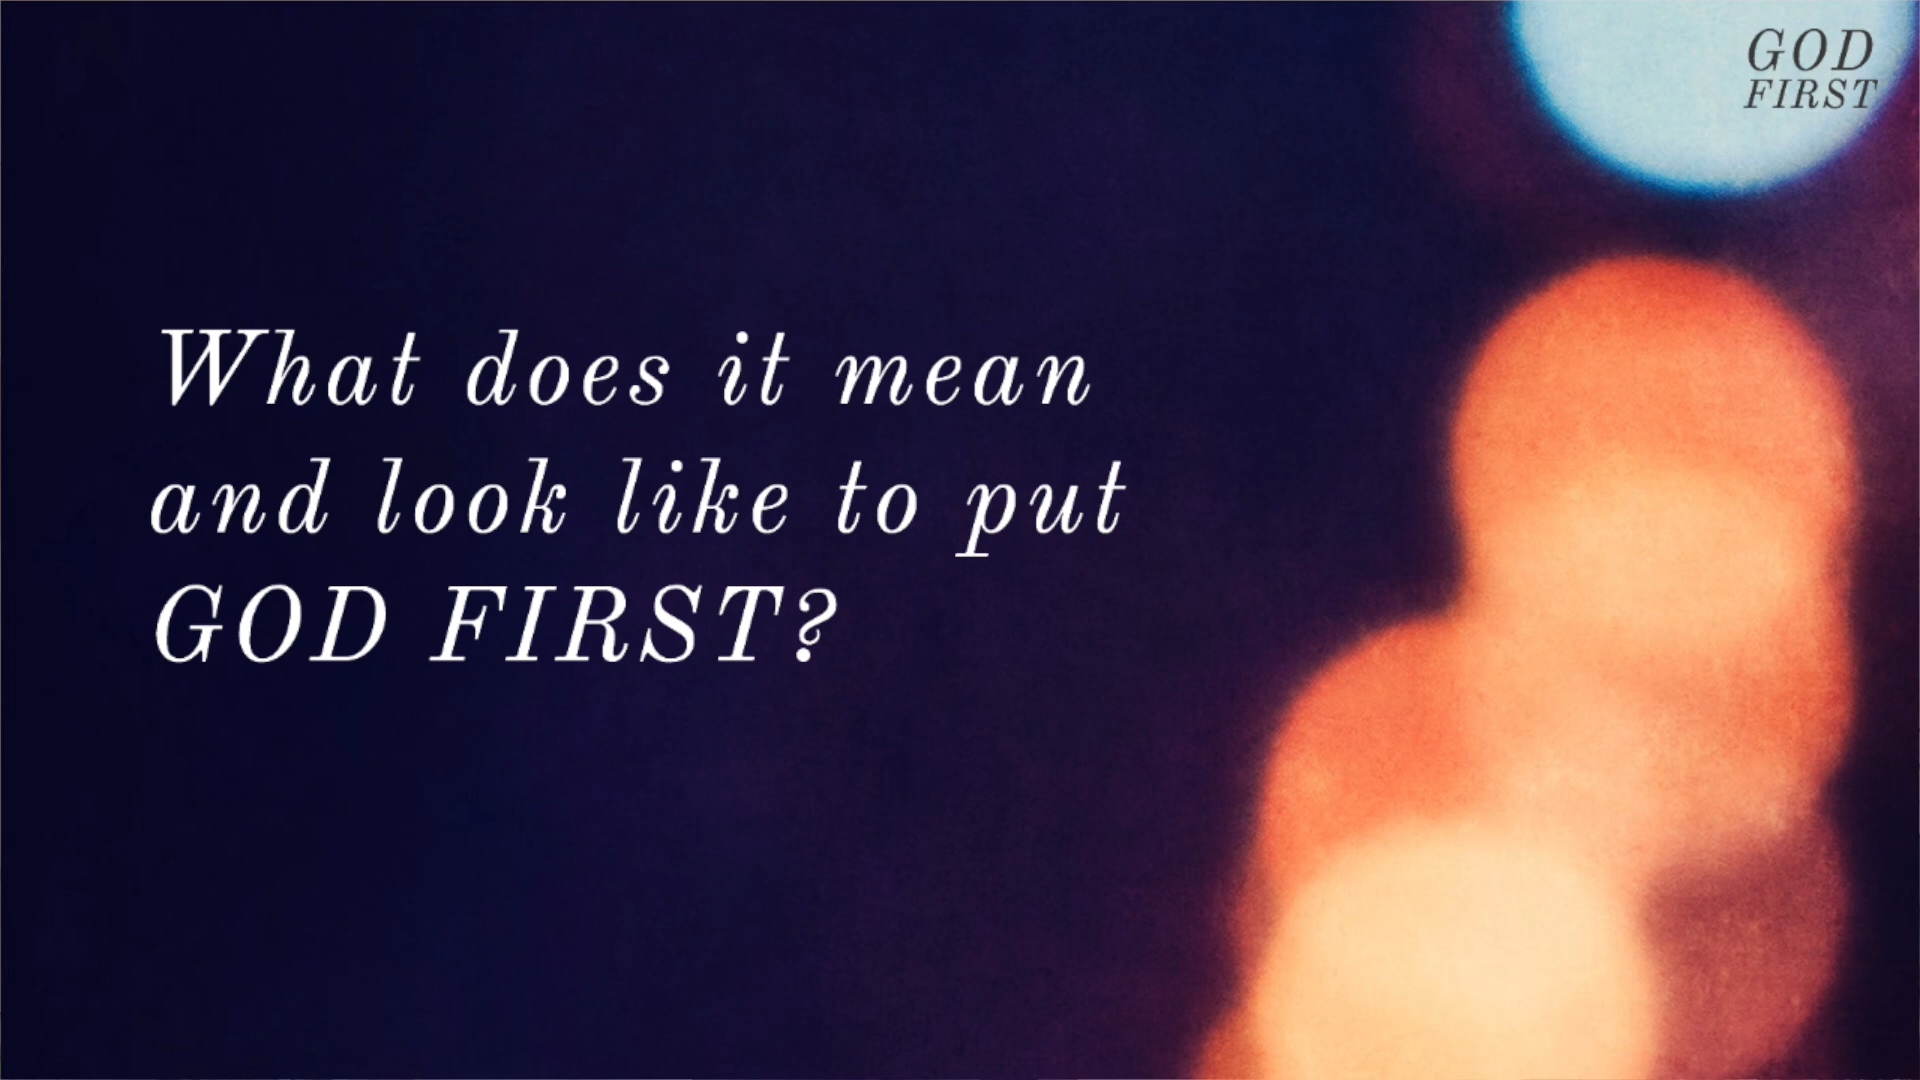 GOD
FIRST
What does it mean
and look like to put
GOD FIRST?